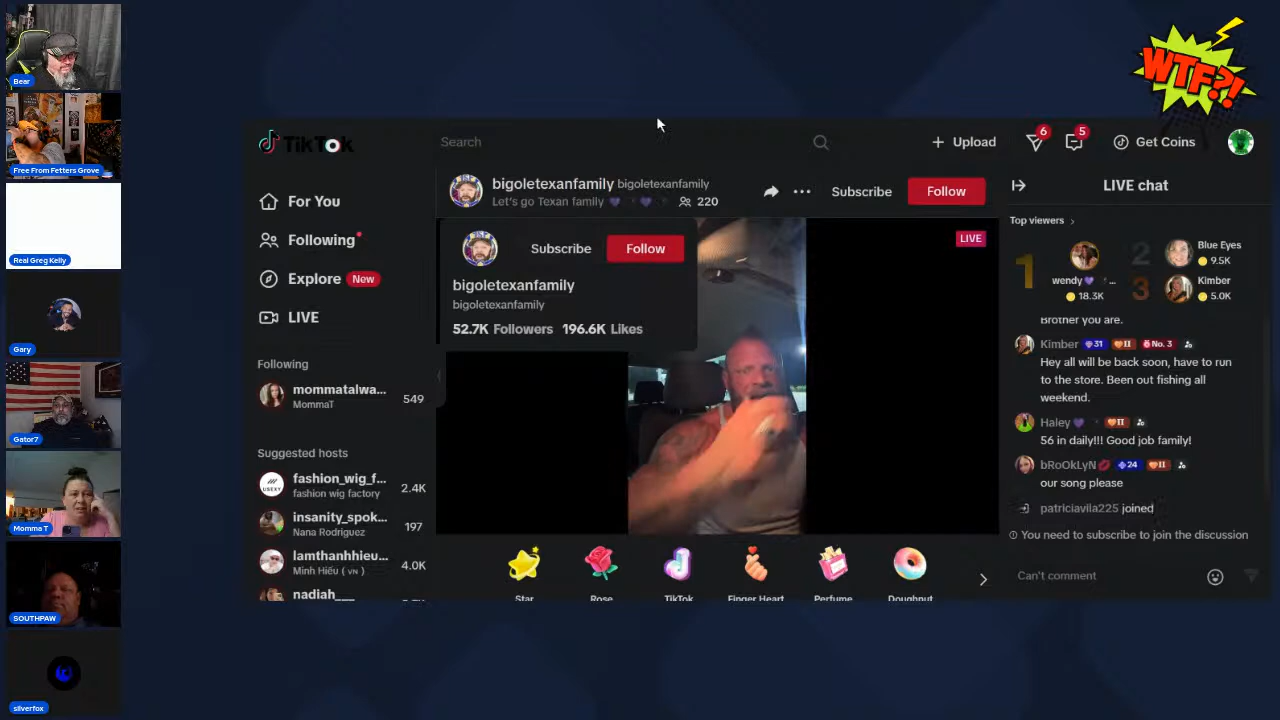 Bear
Free From Fetters Grove
Real Greg Kelly
Gary
Gator7
Momma T
SOUTHPAW
silverfox
WTF?!
TikTok
Search
Upload
6
5
Get Coins
For You
Following
Explore New
LIVE
Following
mommatalwa...
MommaT
549
Suggested hosts
fashion_wig_f...
fashion wig factory
2.4K
insanity_spok...
Nana Rodriguez
197
lamthanhhieu...
Minh Hiếu ( VN )
4.0K
nadiah___
bigoletexanfamily bigoletexanfamily
Let's go Texan family
220
Subscribe
Follow
Subscribe
Follow
bigoletexanfamily
bigoletexanfamily
52.7K Followers 196.6K Likes
LIVE
Star
Rose
TikTok
Finger Heart
Perfume
Doughnut
LIVE chat
Top viewers
1
wendy ...
18.3K
2
Blue Eyes
9.5K
3
Kimber
5.0K
Brother you are.
Kimber 31 II No. 3
Hey all will be back soon, have to run
to the store. Been out fishing all
weekend.
Haley II
56 in daily!!! Good job family!
bRoOkLyN 24 II
our song please
patriciavila225 joined
You need to subscribe to join the discussion
Can't comment